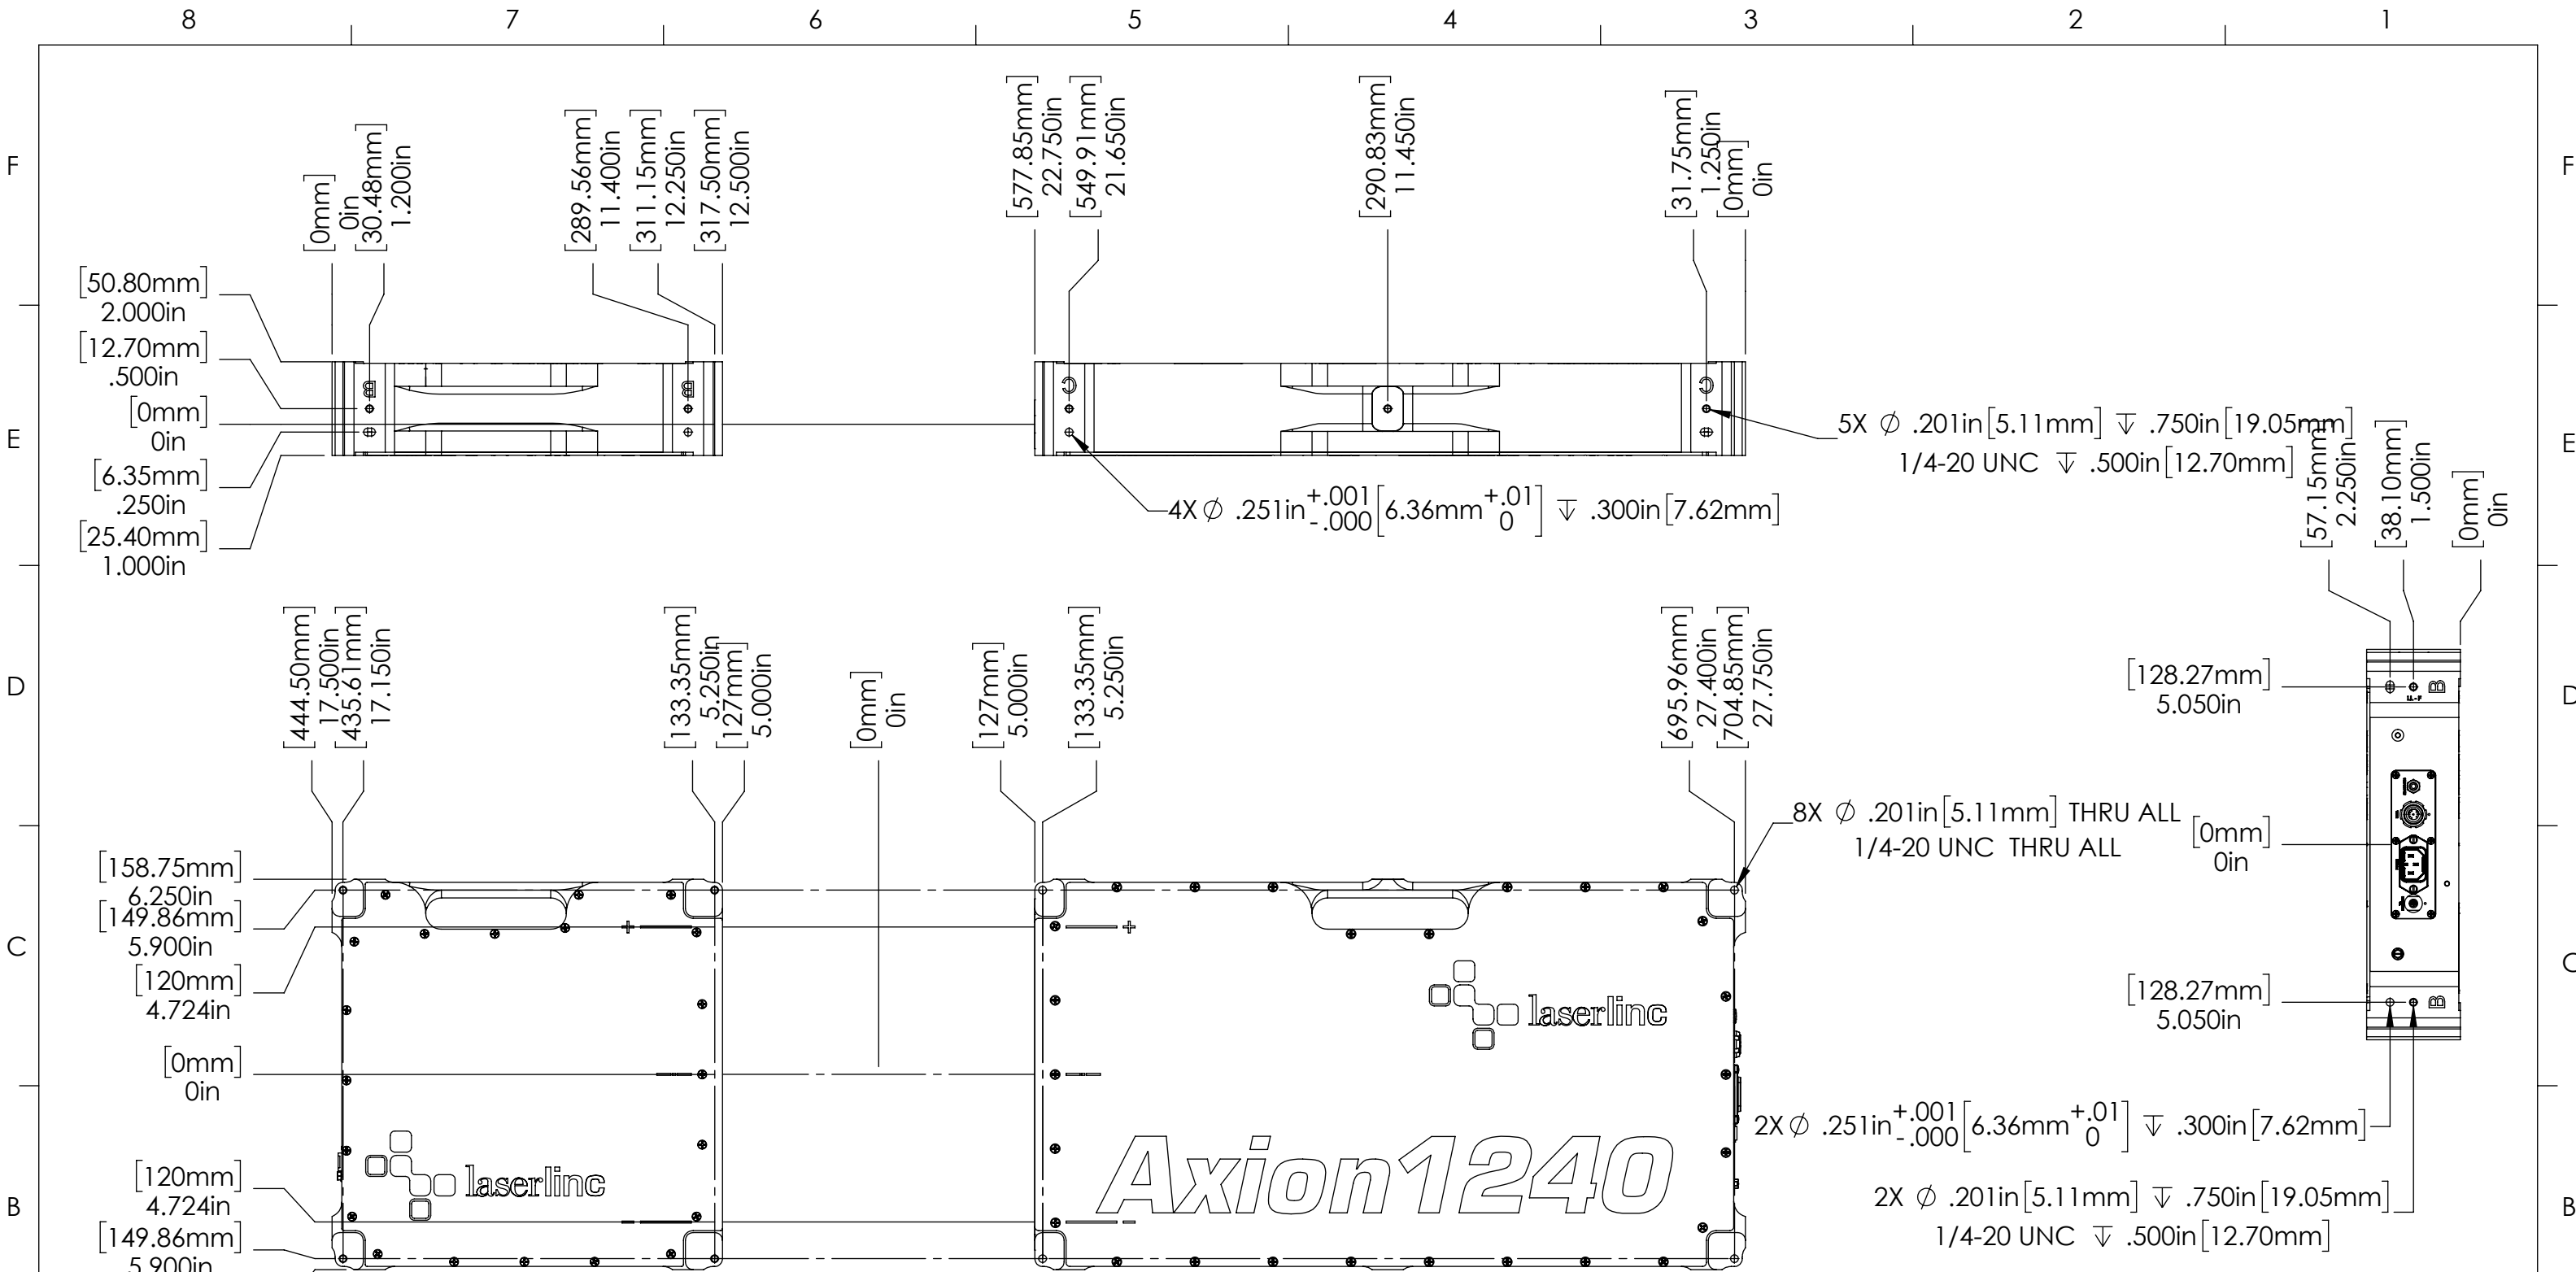 8 7 6 5 4 3 2 1
F
F
[0mm]
0in
[30.48mm]
1.200in
[289.56mm]
11.400in
[311.15mm]
12.250in
[317.50mm]
12.500in
[577.85mm]
22.750in
[549.91mm]
21.650in
[290.83mm]
11.450in
[31.75mm]
1.250in
[0mm]
0in
[50.80mm]
2.000in
[12.70mm]
.500in
[0mm]
0in
[6.35mm]
.250in
[25.40mm]
1.000in
B
B
C
C
E
E
5X ∅ .201in[5.11mm] ↧ .750in[19.05mm]
1/4-20 UNC ↧ .500in[12.70mm]
4X ∅ .251in +.001 -.000 [6.36mm +.01 0] ↧ .300in[7.62mm]
[57.15mm]
2.250in
[38.10mm]
1.500in
[0mm]
0in
D
D
[444.50mm]
17.500in
[435.61mm]
17.150in
[133.35mm]
5.250in
[127mm]
5.000in
[0mm]
0in
[127mm]
5.000in
[133.35mm]
5.250in
[695.96mm]
27.400in
[704.85mm]
27.750in
[128.27mm]
5.050in
B
LL-F
8X ∅ .201in[5.11mm] THRU ALL
1/4-20 UNC THRU ALL
[0mm]
0in
[158.75mm]
6.250in
[149.86mm]
5.900in
C
C
[120mm]
4.724in
+
+
laserlinc
[128.27mm]
5.050in
B
[0mm]
0in
2X ∅ .251in +.001 -.000 [6.36mm +.01 0] ↧ .300in[7.62mm]
Axion1240
laserlinc
[120mm]
4.724in
B
B
2X ∅ .201in[5.11mm] ↧ .750in[19.05mm]
1/4-20 UNC ↧ .500in[12.70mm]
-
-
[149.86mm]
5.900in